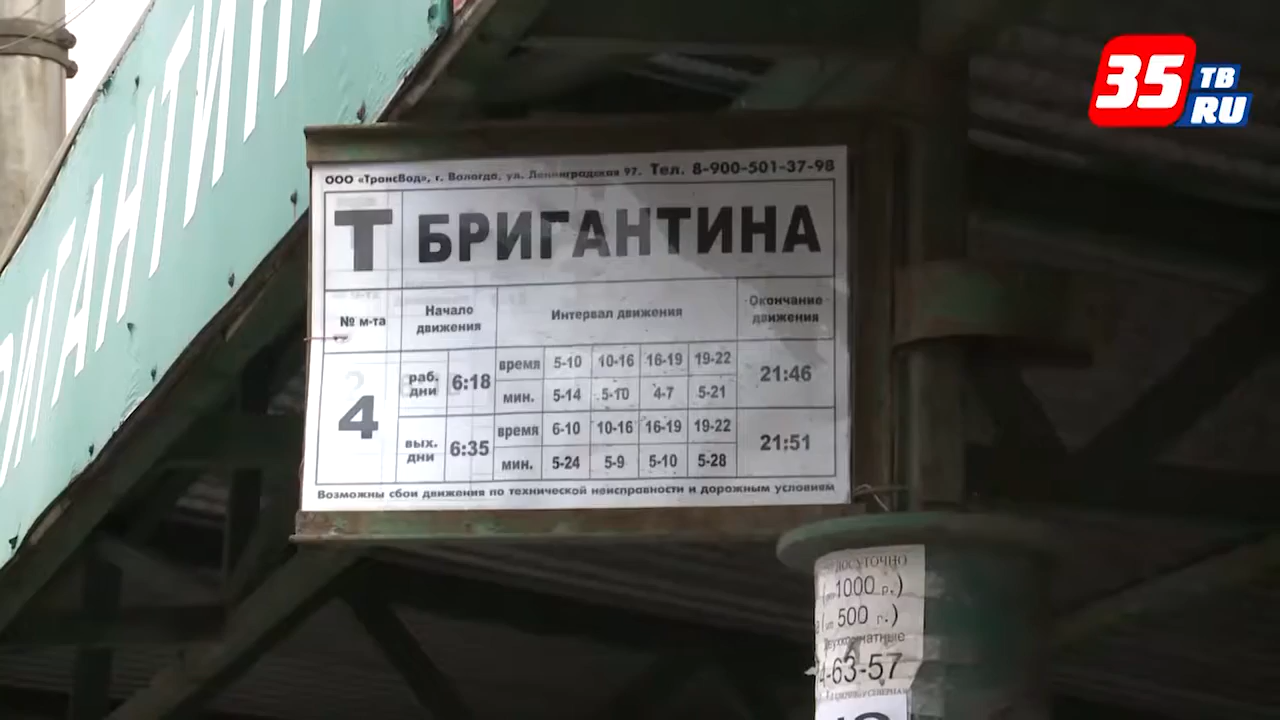 35 ТВ RU
БРИГАНТИН
ООО «ТрансВод», г. Вологда, ул. Ленинградская 97. Тел. 8-900-501-37-98
Т БРИГАНТИНА
№ м-та Начало движения Интервал движения Окончание движения
4
раб. дни 6:18 время 5-10 10-16 16-19 19-22 21:46
мин. 5-14 5-10 4-7 5-21
вых. дни 6:35 время 6-10 10-16 16-19 19-22 21:51
мин. 5-24 5-9 5-10 5-28
Возможны сбои движения по технической неисправности и дорожным условиям
ПОСУТОЧНО
1000 р.)
500 г.)
4-63-57